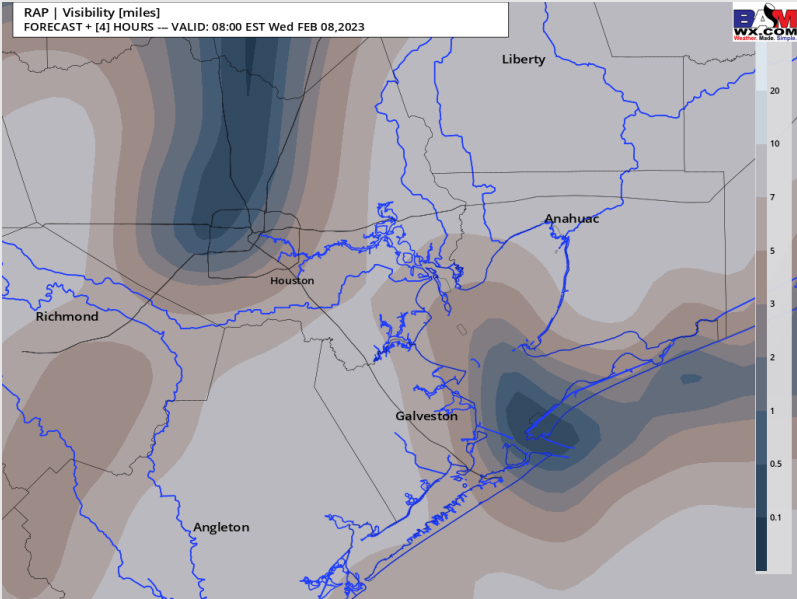 RAP | Visibility [miles]
FORECAST + [4] HOURS --- VALID: 08:00 EST Wed FEB 08,2023
BAM
WX.COM
Weather. Made. Simple.
Liberty
20
10
7
Anahuac
5
Houston
3
Richmond
2
1
Galveston
0.5
0.1
Angleton